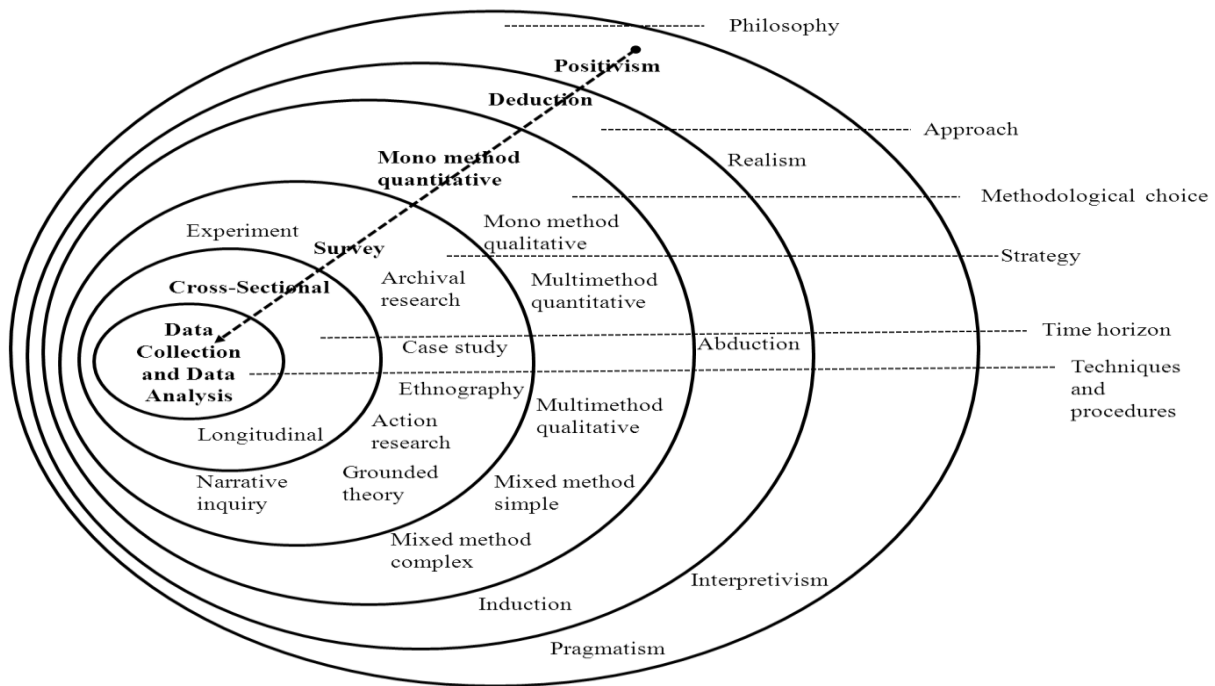 Philosophy
Positivism
Deduction
Approach
Mono method
quantitative
Realism
Methodological choice
Experiment
Survey
Mono method
qualitative
Strategy
Cross-Sectional
Archival
research
Multimethod
quantitative
Data
Collection
and Data
Analysis
Case study
Abduction
Time horizon
Techniques
and
procedures
Ethnography
Longitudinal
Action
research
Multimethod
qualitative
Narrative
inquiry
Grounded
theory
Mixed method
simple
Mixed method
complex
Interpretivism
Induction
Pragmatism